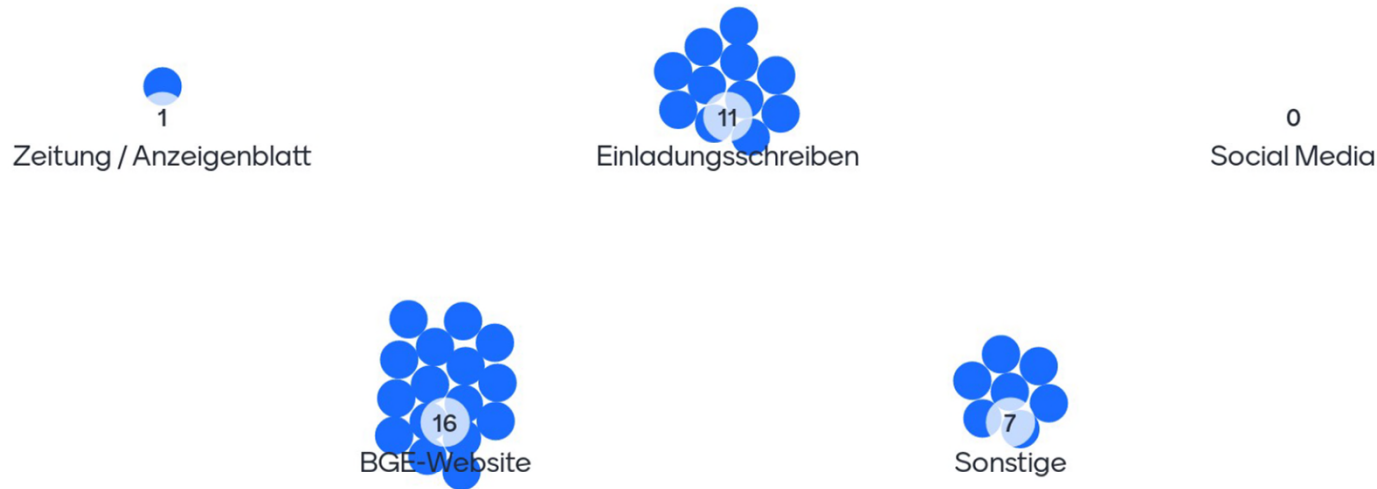 1
Zeitung / Anzeigenblatt
11
Einladungsschreiben
0
Social Media
16
BGE-Website
7
Sonstige